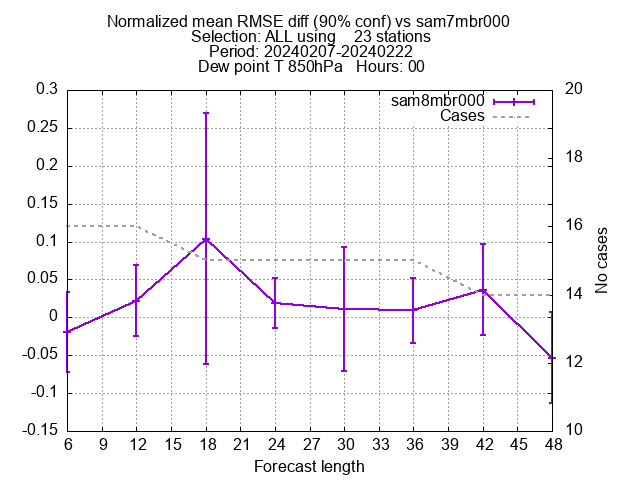 Normalized mean RMSE diff (90% conf) vs sam7mbr000
Selection: ALL using    23 stations
Period: 20240207-20240222
Dew point T 850hPa   Hours: 00
0.3
0.25
0.2
0.15
0.1
0.05
0
-0.05
-0.1
-0.15
sam8mbr000
Cases
20
18
16
14
12
10
No cases
6 9 12 15 18 21 24 27 30 33 36 39 42 45 48
Forecast length